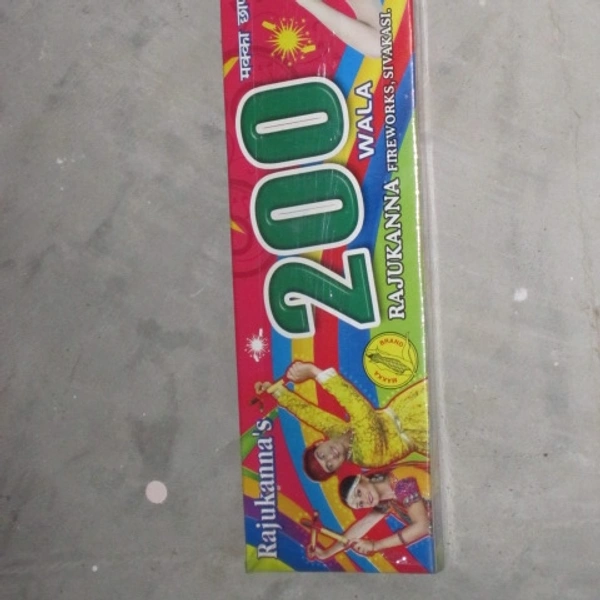 मक्का छाप
200
WALA
RAJUKANNA FIREWORKS, SIVAKASI.
BRAND
MAKKA
Rajukanna's